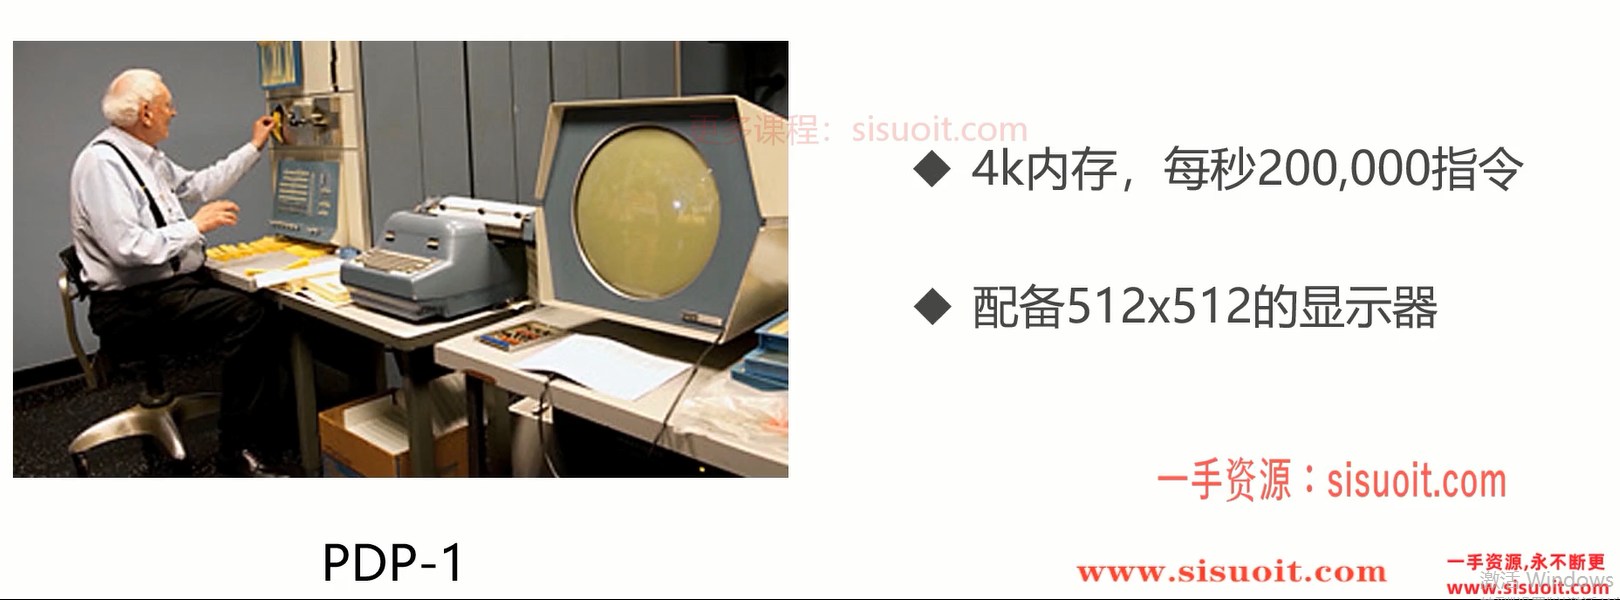 更多课程：sisuoit.com
◆ 4k内存，每秒200,000指令
◆ 配备512x512的显示器
一手资源：sisuoit.com
PDP-1
www.sisuoit.com
一手资源,永不断更
激活 Windows
www.sisuoit.com